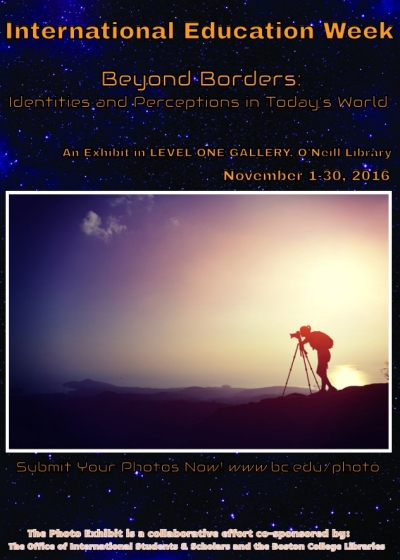 International Education Week
Beyond Borders:
Identities and Perceptions in Today's World
An Exhibit in LEVEL ONE GALLERY, O'Neill Library
November 1-30, 2016
Submit Your Photos Now! www.bc.edu/photo
The Photo Exhibit is a collaborative effort co-sponsored by:
The Office of International Students & Scholars and the Boston College Libraries